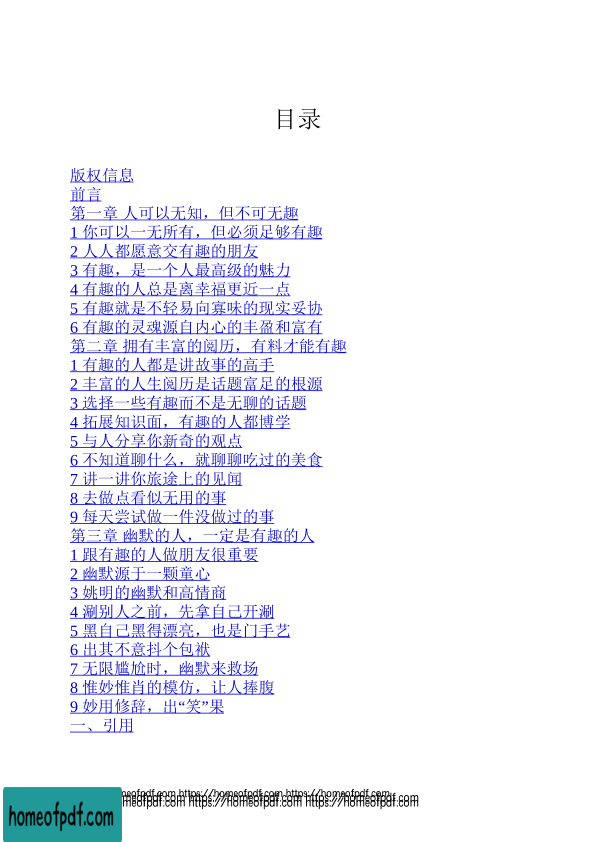 目录
版权信息
前言
第一章 人可以无知，但不可无趣
1 你可以一无所有，但必须足够有趣
2 人人都愿意交有趣的朋友
3 有趣，是一个人最高级的魅力
4 有趣的人总是离幸福更近一点
5 有趣就是不轻易向寡味的现实妥协
6 有趣的灵魂源自内心的丰盈和富有
第二章 拥有丰富的阅历，有料才能有趣
1 有趣的人都是讲故事的高手
2 丰富的人生阅历是话题富足的根源
3 选择一些有趣而不是无聊的话题
4 拓展知识面，有趣的人都博学
5 与人分享你新奇的观点
6 不知道聊什么，就聊聊吃过的美食
7 讲一讲你旅途上的见闻
8 去做点看似无用的事
9 每天尝试做一件没做过的事
第三章 幽默的人，一定是有趣的人
1 跟有趣的人做朋友很重要
2 幽默源于一颗童心
3 姚明的幽默和高情商
4 涮别人之前，先拿自己开涮
5 黑自己黑得漂亮，也是门手艺
6 出其不意抖个包袱
7 无限尴尬时，幽默来救场
8 惟妙惟肖的模仿，让人捧腹
9 妙用修辞，出“笑”果
一、引用
homeofpdf.com https://homeofpdf.com https://homeofpdf.com
homeofpdf.com https://homeofpdf.com https://homeofpdf.com
homeofpdf.com